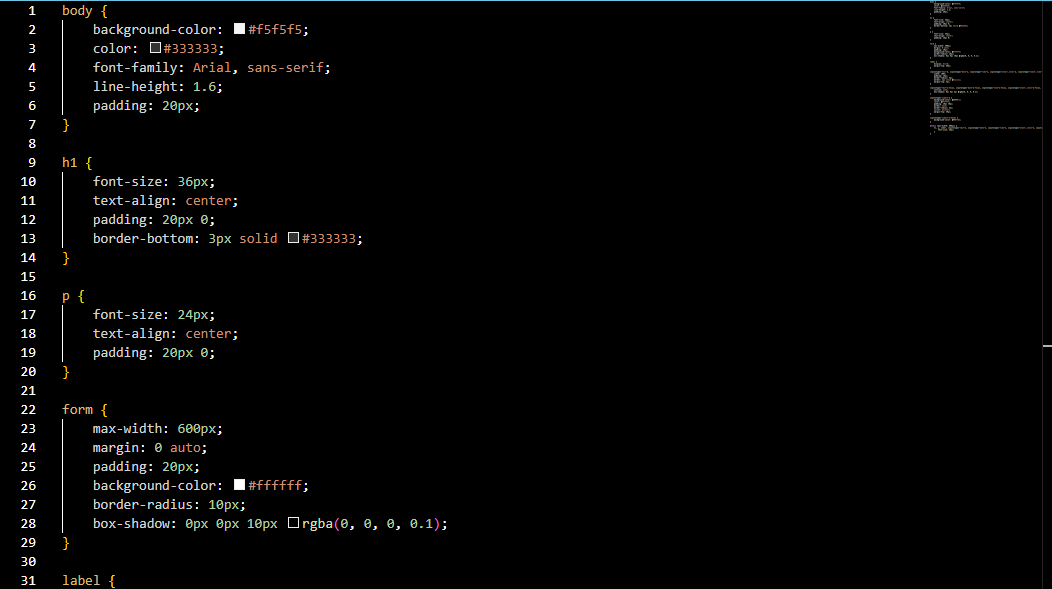 1 body {
2 background-color: #f5f5f5;
3 color: #333333;
4 font-family: Arial, sans-serif;
5 line-height: 1.6;
6 padding: 20px;
7 }
8
9 h1 {
10 font-size: 36px;
11 text-align: center;
12 padding: 20px 0;
13 border-bottom: 3px solid #333333;
14 }
15
16 p {
17 font-size: 24px;
18 text-align: center;
19 padding: 20px 0;
20 }
21
22 form {
23 max-width: 600px;
24 margin: 0 auto;
25 padding: 20px;
26 background-color: #ffffff;
27 border-radius: 10px;
28 box-shadow: 0px 0px 10px rgba(0, 0, 0, 0.1);
29 }
30
31 label {